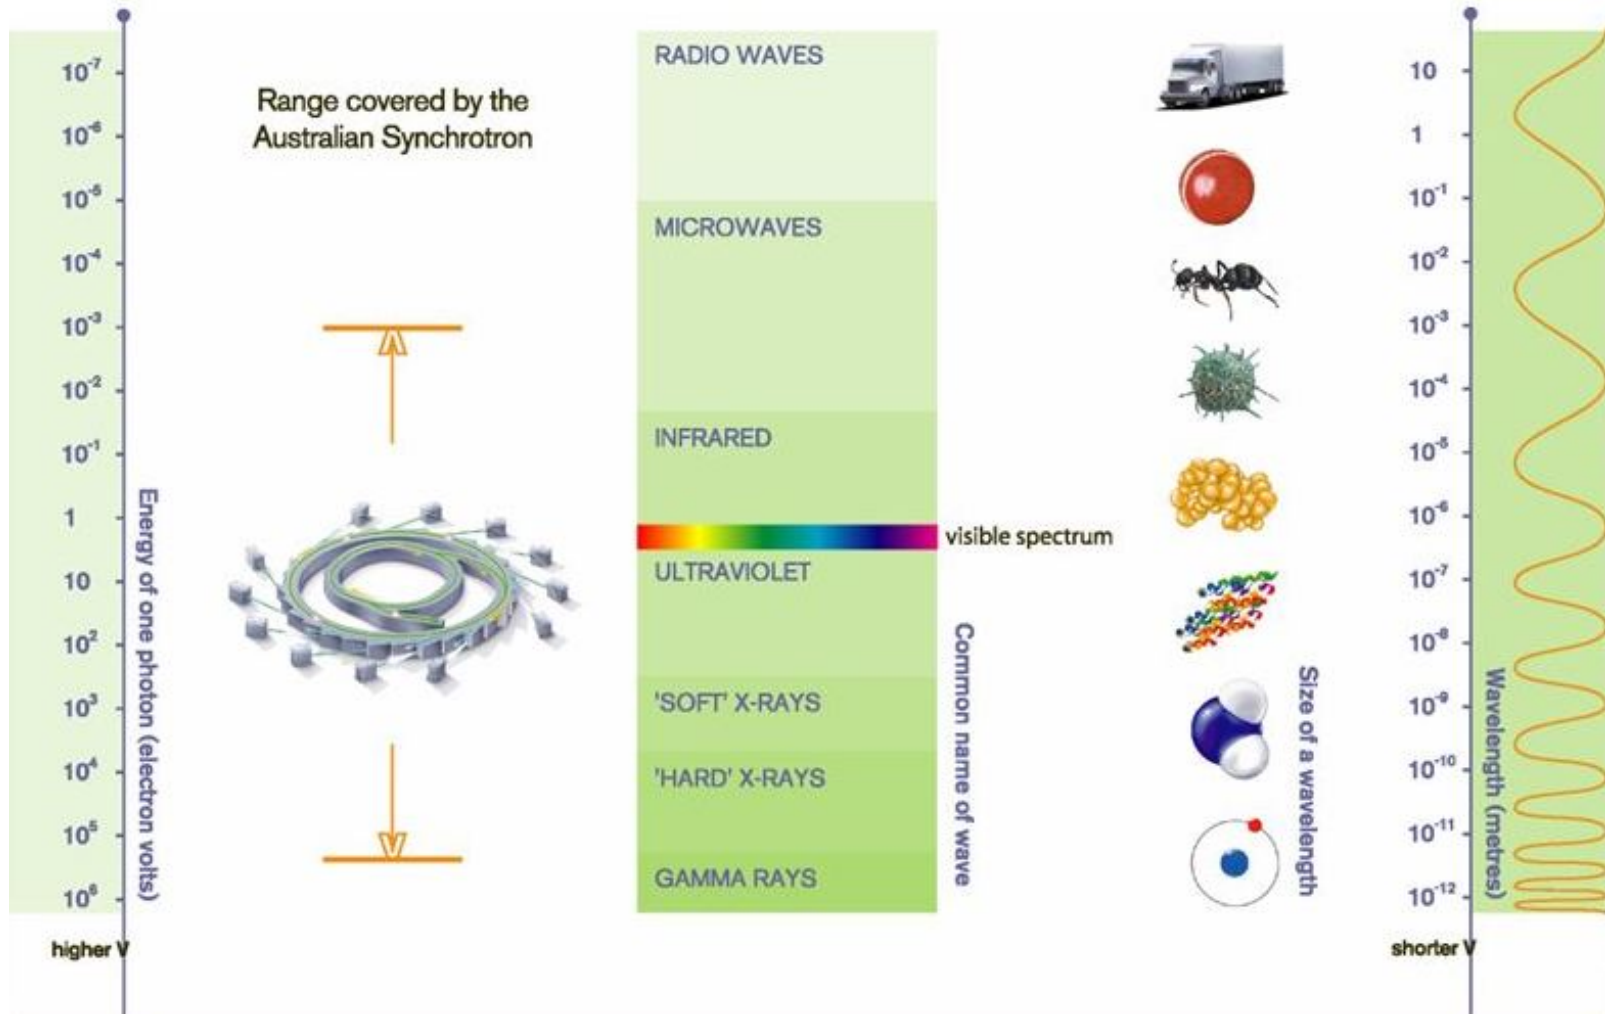 10⁻⁷
10⁻⁶
10⁻⁵
10⁻⁴
10⁻³
10⁻²
10⁻¹
1
10
10²
10³
10⁴
10⁵
10⁶
higher V
Energy of one photon (electron volts)
Range covered by the
Australian Synchrotron
RADIO WAVES
MICROWAVES
INFRARED
visible spectrum
ULTRAVIOLET
'SOFT' X-RAYS
'HARD' X-RAYS
GAMMA RAYS
Common name of wave
Size of a wavelength
10
1
10⁻¹
10⁻²
10⁻³
10⁻⁴
10⁻⁵
10⁻⁶
10⁻⁷
10⁻⁸
10⁻⁹
10⁻¹⁰
10⁻¹¹
10⁻¹²
shorter V
Wavelength (metres)